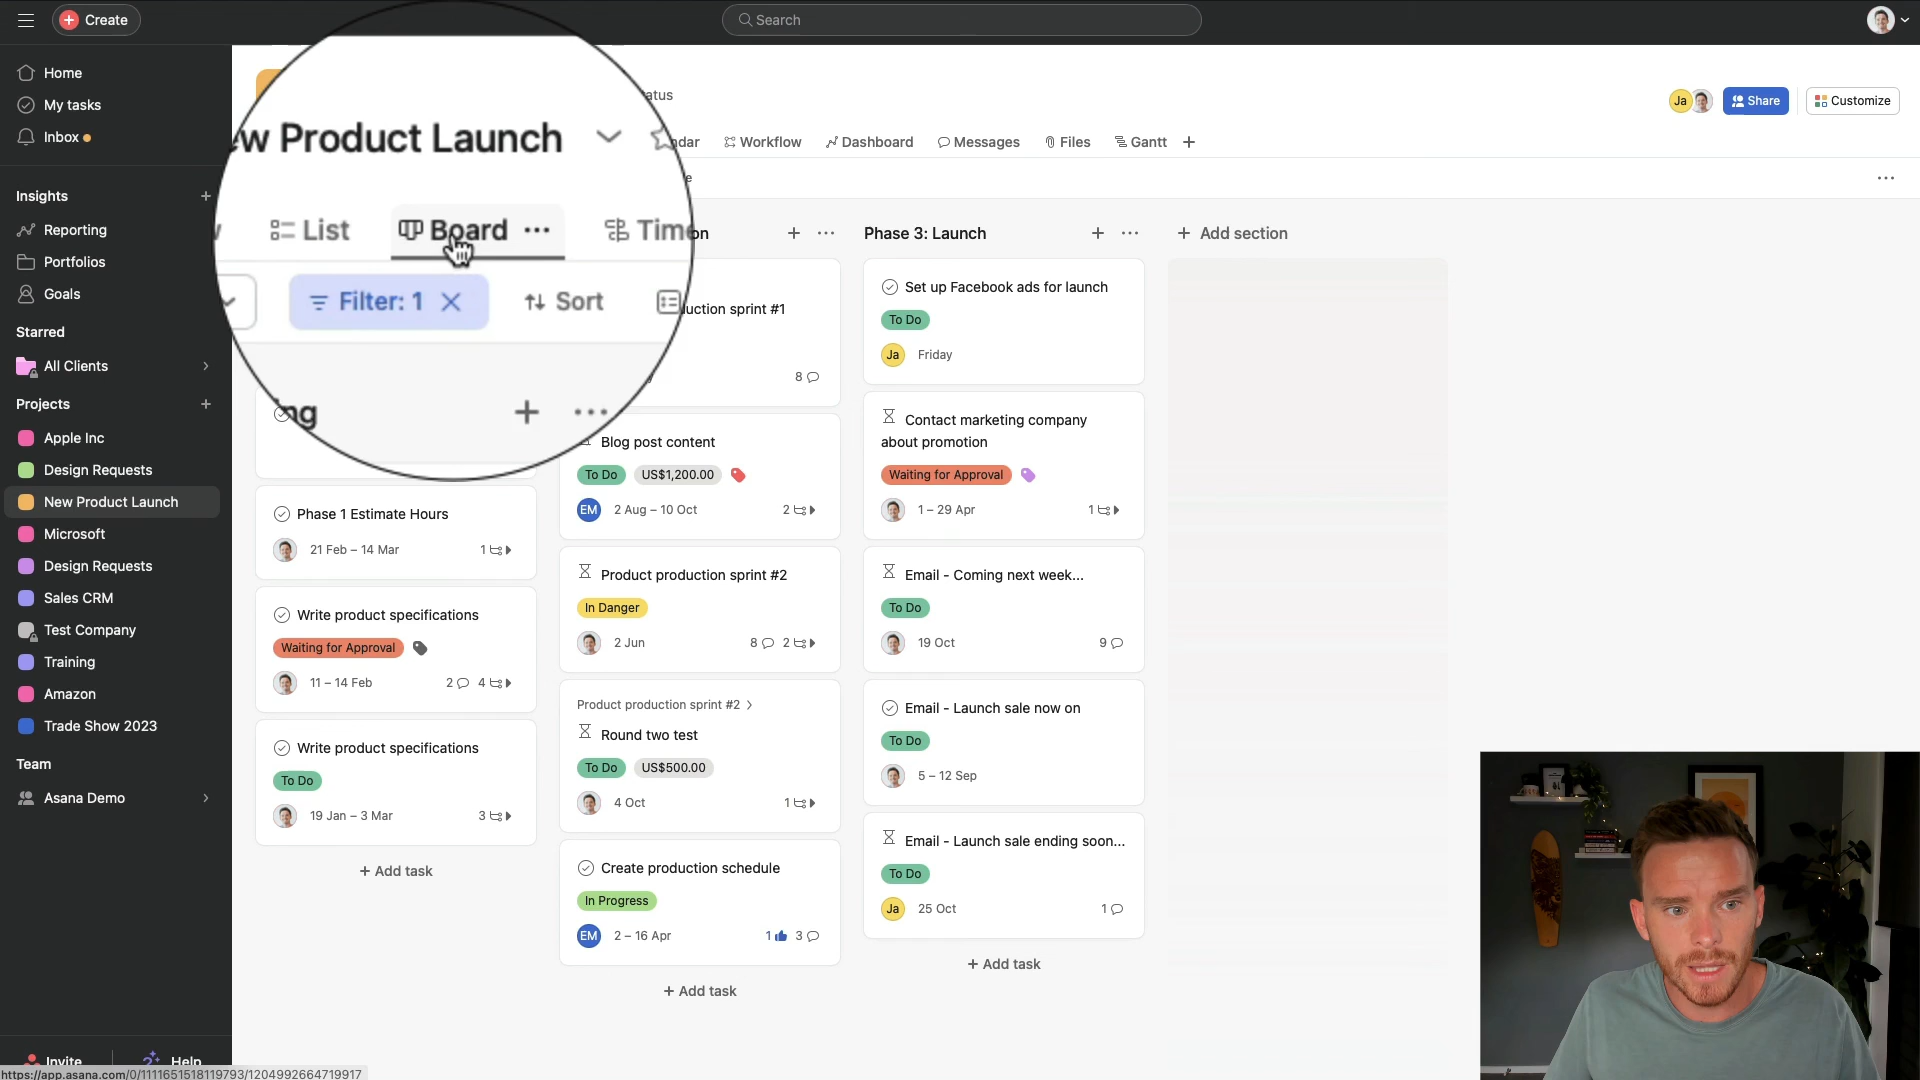 Create
Search
Home
My tasks
Inbox
Insights
Reporting
Portfolios
Goals
Starred
All Clients
Projects
Apple Inc
Design Requests
New Product Launch
Microsoft
Design Requests
Sales CRM
Test Company
Training
Amazon
Trade Show 2023
Team
Asana Demo
Invite
Help
https://app.asana.com/0/1111651518119793/1204992664719917
Product Launch
List
Board
Filter: 1
Sort
Workflow
Dashboard
Messages
Files
Gantt
Ja
Share
Customize
Phase 1 Estimate Hours
21 Feb – 14 Mar
1
Write product specifications
Waiting for Approval
11 – 14 Feb
2 4
Write product specifications
To Do
19 Jan – 3 Mar
3
+ Add task
8
Blog post content
To Do US$1,200.00
EM 2 Aug – 10 Oct 2
Product production sprint #2
In Danger
2 Jun 8 2
Product production sprint #2 >
Round two test
To Do US$500.00
4 Oct 1
Create production schedule
In Progress
EM 2 – 16 Apr 1 3
+ Add task
Phase 3: Launch
Set up Facebook ads for launch
To Do
Ja Friday
Contact marketing company
about promotion
Waiting for Approval
1 – 29 Apr 1
Email - Coming next week...
To Do
19 Oct 9
Email - Launch sale now on
To Do
5 – 12 Sep
Email - Launch sale ending soon...
To Do
Ja 25 Oct 1
+ Add task
+ Add section